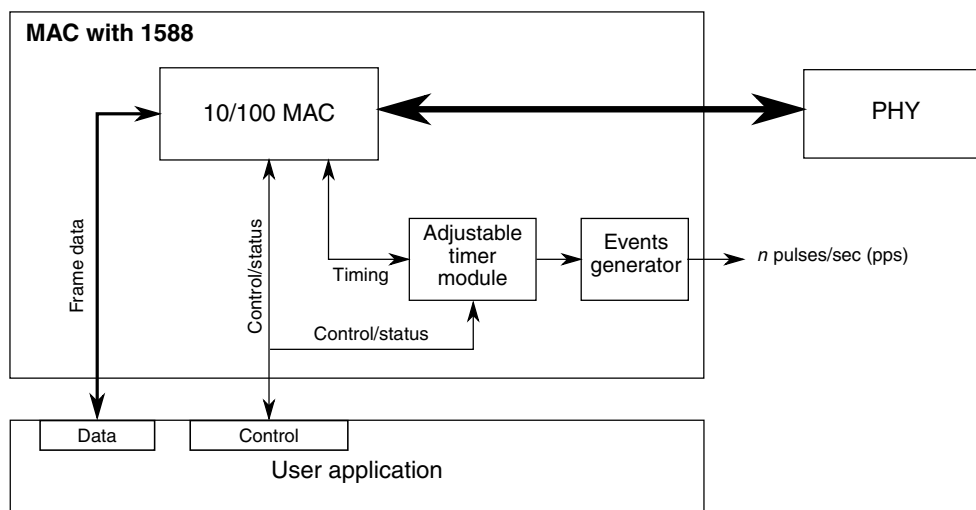 MAC with 1588
10/100 MAC
PHY
Frame data
Control/status
Timing
Adjustable
timer
module
Events
generator
n pulses/sec (pps)
Control/status
Data
Control
User application